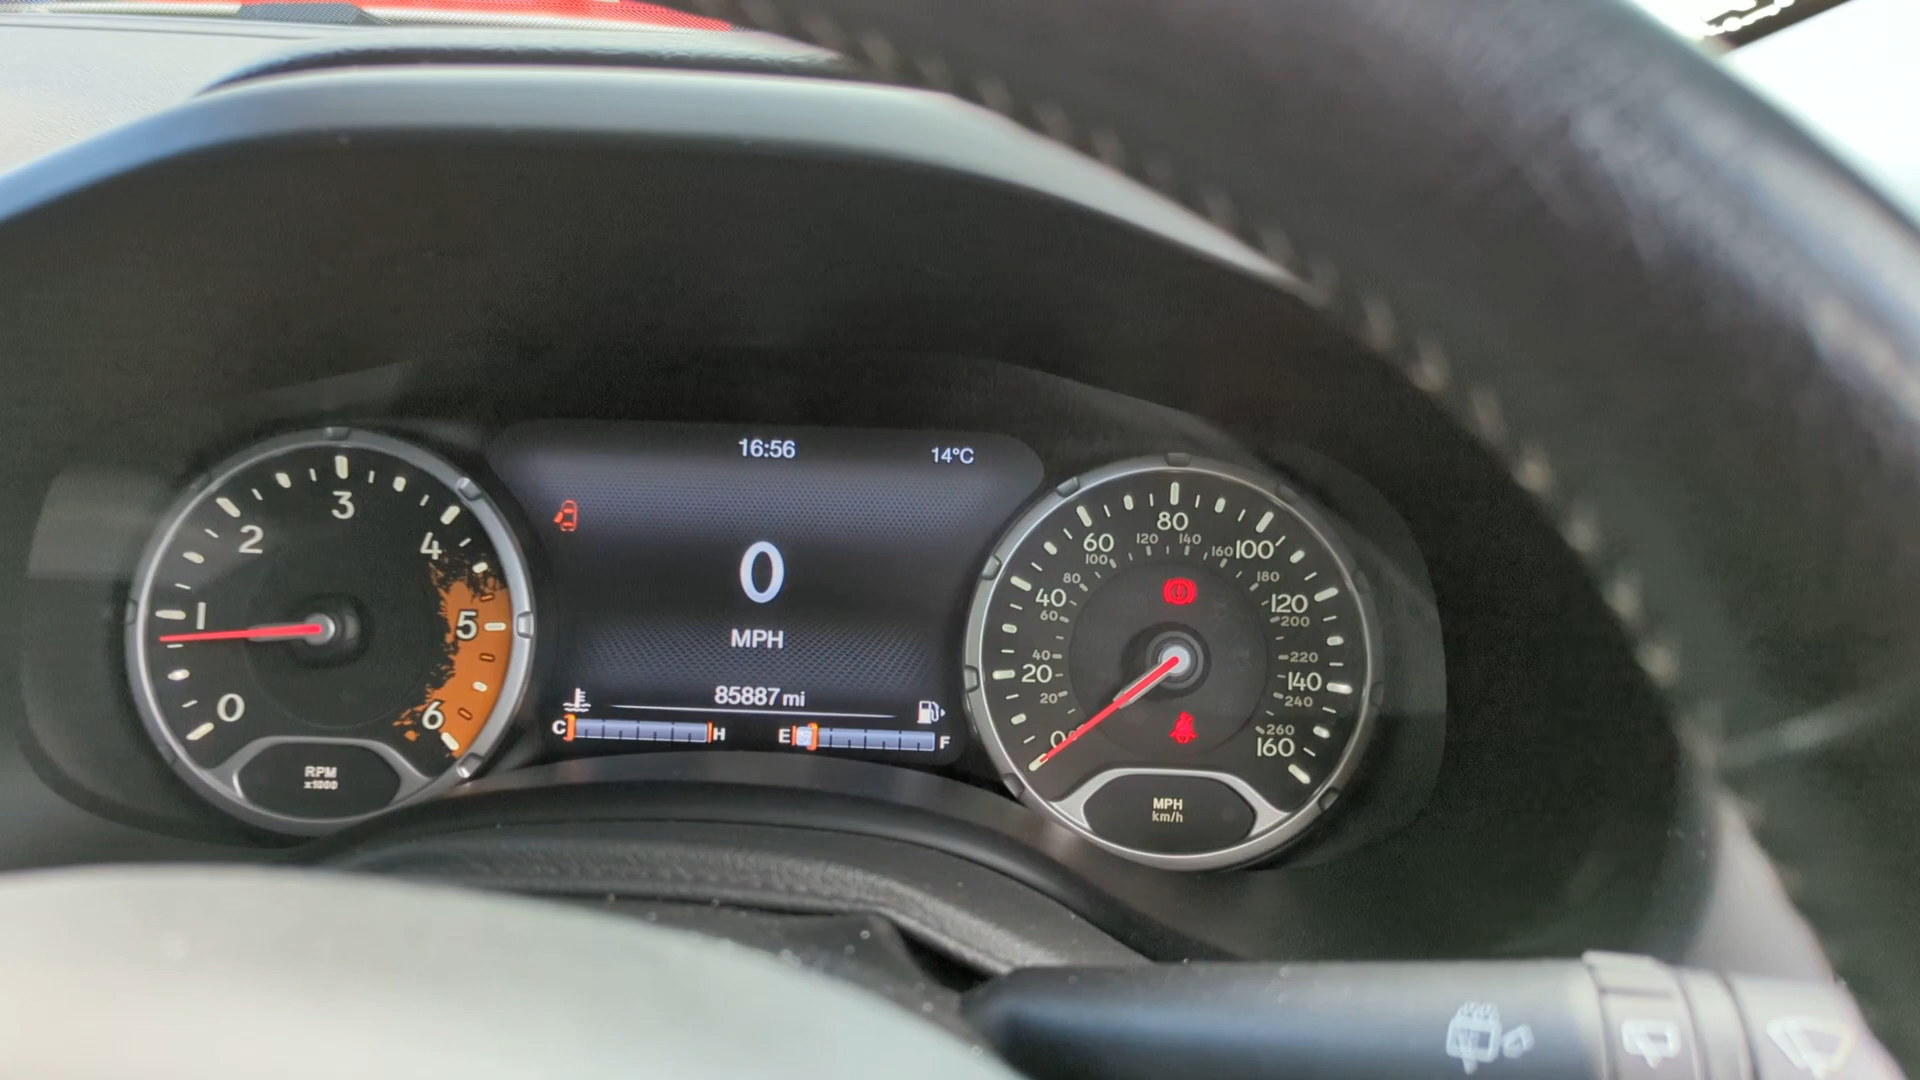 16:56 14°C
0
MPH
85887 mi
C H E F
0 1 2 3 4 5 6
RPM
x1000
0 20 40 60 80 100 120 140 160
20 40 60 80 100 120 140 160 180 200 220 240 260
MPH
km/h